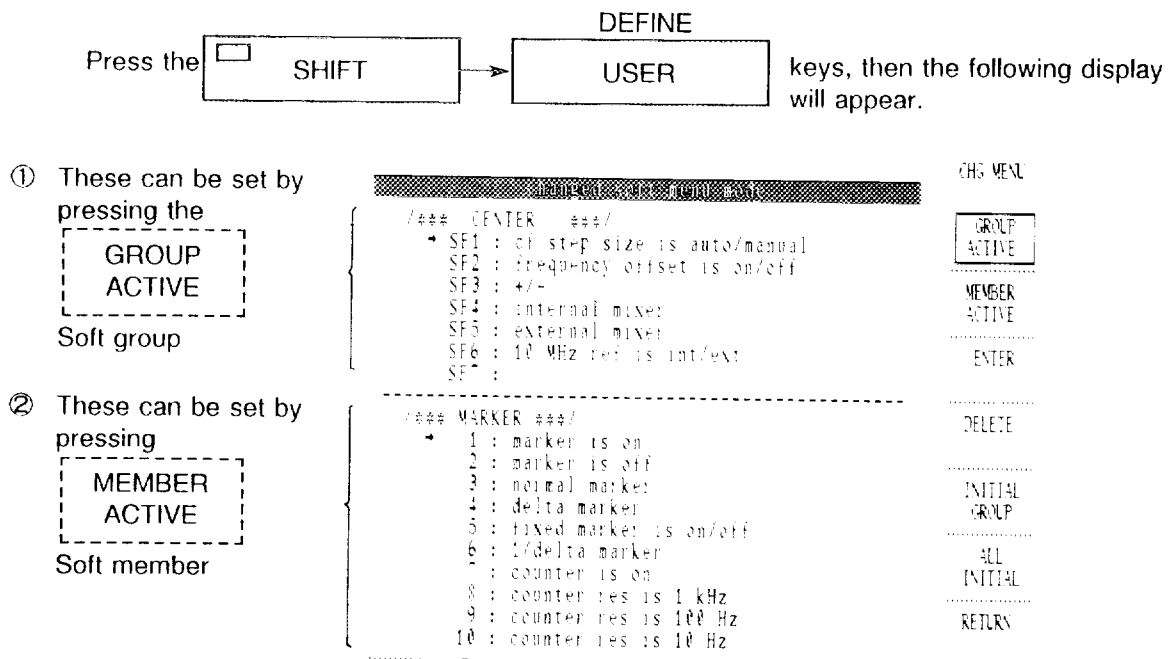 DEFINE
Press the SHIFT USER keys, then the following display
will appear.
① These can be set by
pressing the
GROUP
ACTIVE
Soft group
② These can be set by
pressing
MEMBER
ACTIVE
Soft member
changed soft menu mode
/*** CENTER ***/
SF1 : cf step size is auto/manual
SF2 : frequency offset is on/off
SF3 : +/-
SF4 : internal mixer
SF5 : external mixer
SF6 : 10 MHz ref is int/ext
SF7 :
/*** MARKER ***/
1 : marker is on
2 : marker is off
3 : normal marker
4 : delta marker
5 : fixed marker is on/off
6 : 1/delta marker
7 : counter is on
8 : counter res is 1 kHz
9 : counter res is 100 Hz
10 : counter res is 10 Hz
CHG MENU
GROUP
ACTIVE
MEMBER
ACTIVE
ENTER
DELETE
INITIAL
GROUP
ALL
INITIAL
RETURN